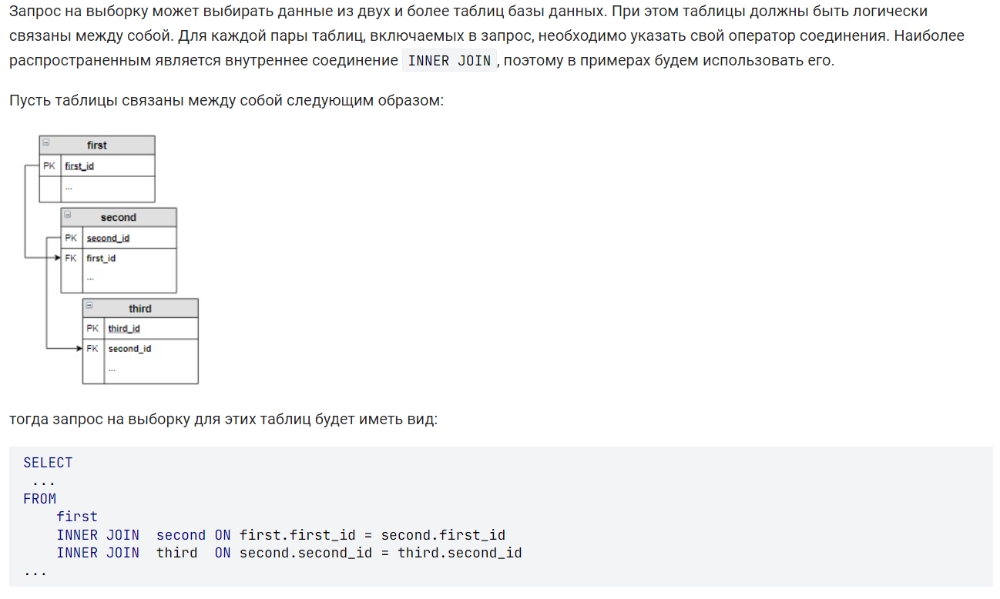 Запрос на выборку может выбирать данные из двух и более таблиц базы данных. При этом таблицы должны быть логически
связаны между собой. Для каждой пары таблиц, включаемых в запрос, необходимо указать свой оператор соединения. Наиболее
распространенным является внутреннее соединение INNER JOIN, поэтому в примерах будем использовать его.
Пусть таблицы связаны между собой следующим образом:
first
PK first_id
...
second
PK second_id
FK first_id
...
third
PK third_id
FK second_id
...
тогда запрос на выборку для этих таблиц будет иметь вид:
SELECT
...
FROM
first
INNER JOIN second ON first.first_id = second.first_id
INNER JOIN third ON second.second_id = third.second_id
...